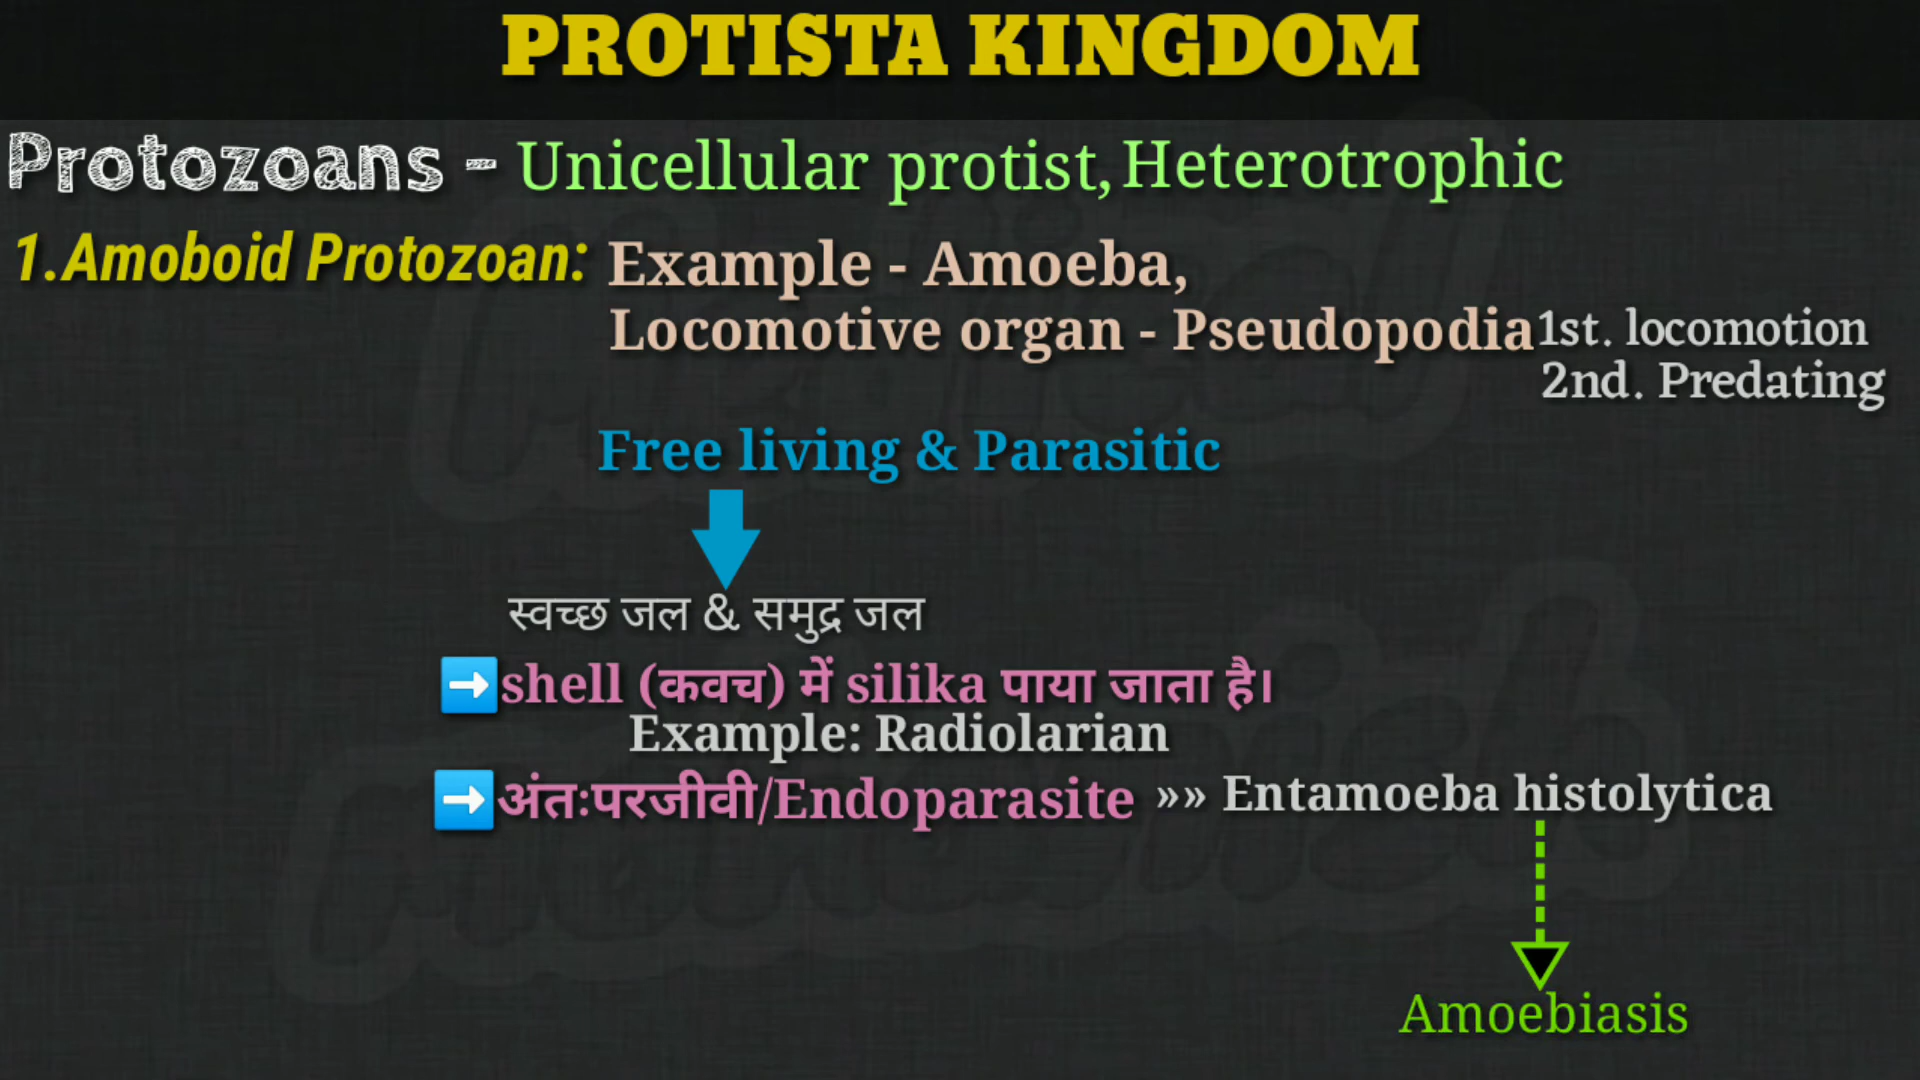 PROTISTA KINGDOM
Protozoans - Unicellular protist, Heterotrophic
1.Amoboid Protozoan: Example - Amoeba,
Locomotive organ - Pseudopodia 1st. locomotion
2nd. Predating
Free living & Parasitic
स्वच्छ जल & समुद्र जल
➡shell (कवच) में silika पाया जाता है।
Example: Radiolarian
➡अंतःपरजीवी/Endoparasite »» Entamoeba histolytica
Amoebiasis